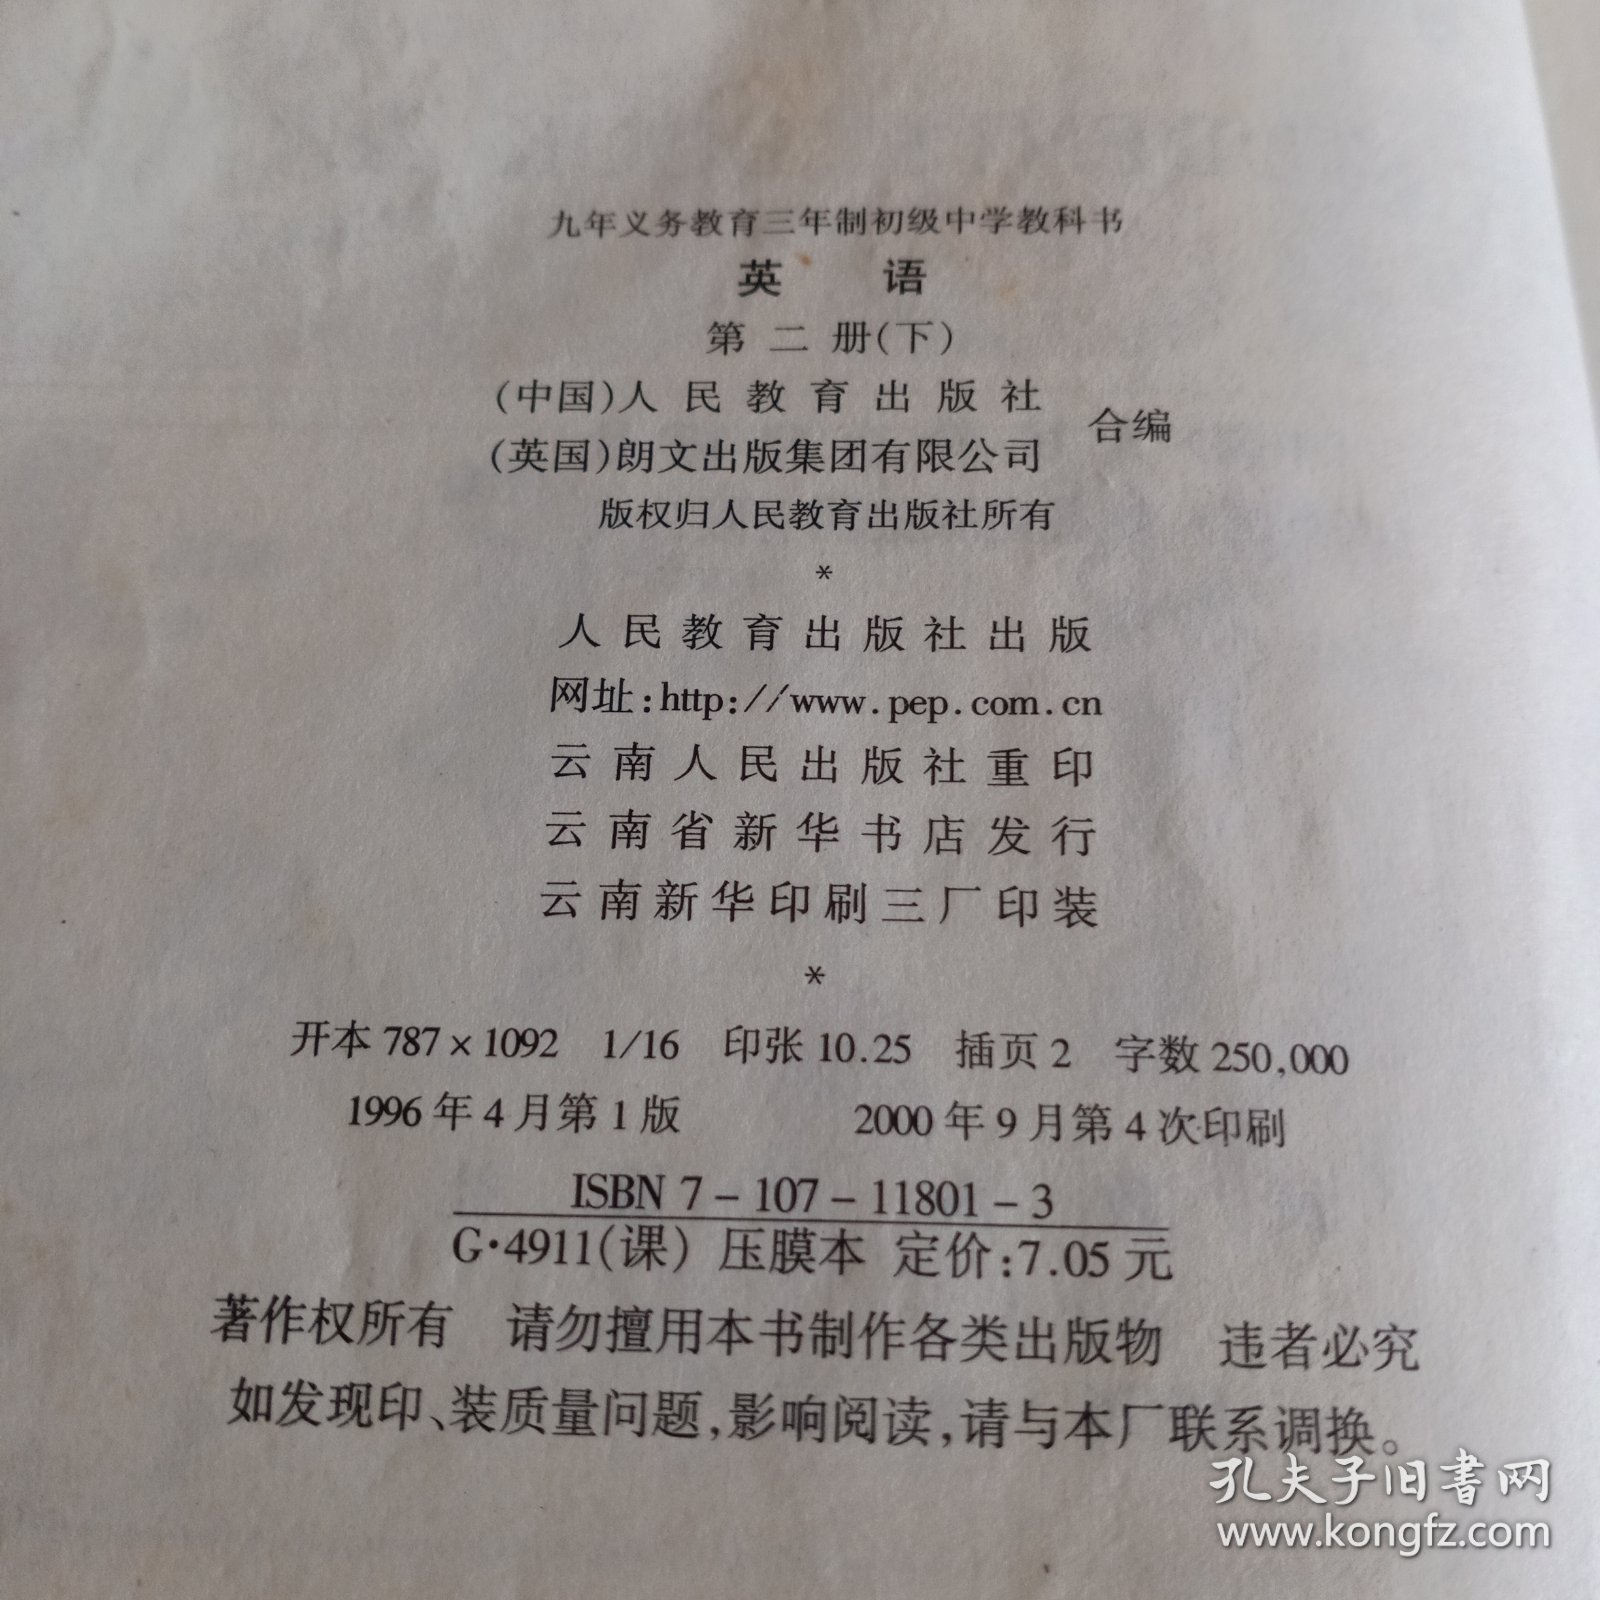 九年义务教育三年制初级中学教科书
英 语
第二册(下)
(中国)人民教育出版社
(英国)朗文出版集团有限公司
合编
版权归人民教育出版社所有
*
人民教育出版社出版
网址:http://www.pep.com.cn
云南人民出版社重印
云南省新华书店发行
云南新华印刷三厂印装
*
开本 787×1092 1/16 印张 10.25 插页 2 字数 250,000
1996 年 4 月第 1 版 2000 年 9 月第 4 次印刷
ISBN 7-107-11801-3
G·4911(课) 压膜本 定价:7.05 元
著作权所有 请勿擅用本书制作各类出版物 违者必究
如发现印、装质量问题,影响阅读,请与本厂联系调换。
孔夫子旧书网
www.kongfz.com